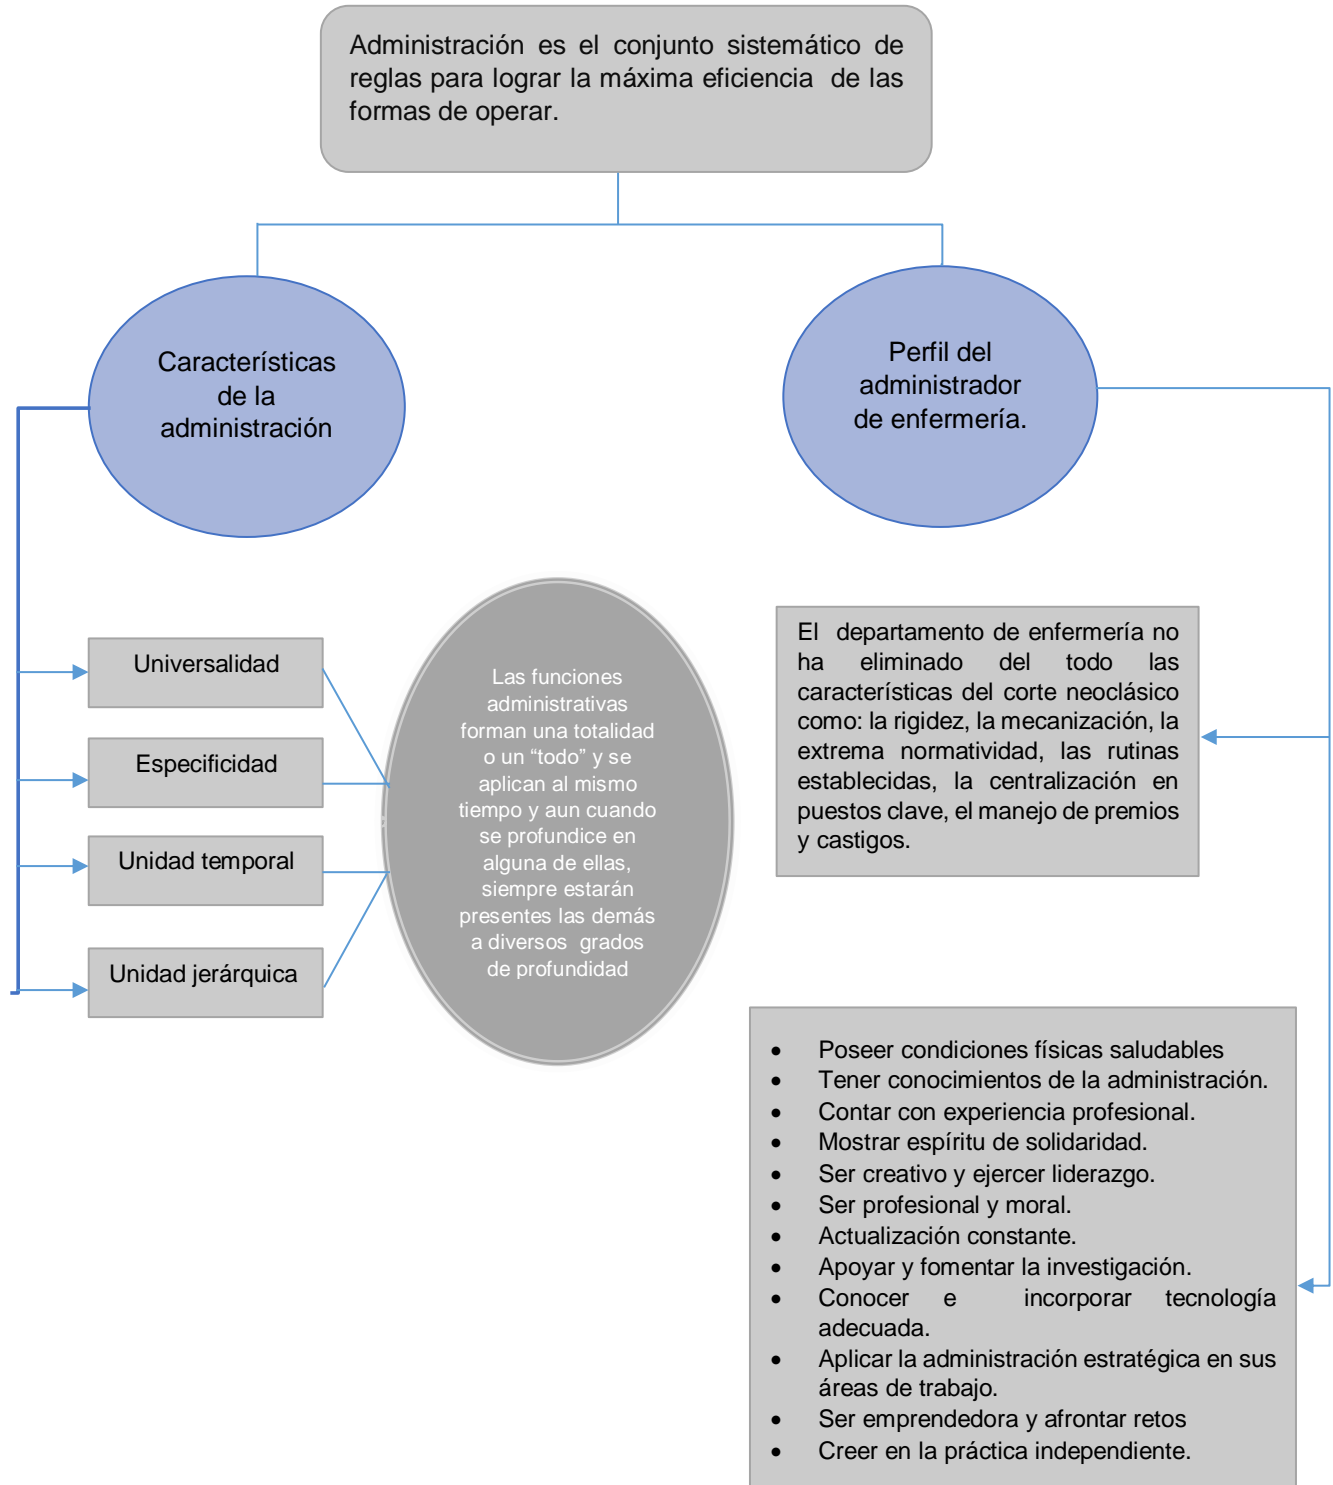 Administración es el conjunto sistemático de
reglas para lograr la máxima eficiencia de las
formas de operar.
Características
de la
administración
Perfil del
administrador
de enfermería.
Universalidad
Especificidad
Unidad temporal
Unidad jerárquica
Las funciones
administrativas
forman una totalidad
o un “todo” y se
aplican al mismo
tiempo y aun cuando
se profundice en
alguna de ellas,
siempre estarán
presentes las demás
a diversos grados
de profundidad
El departamento de enfermería no
ha eliminado del todo las
características del corte neoclásico
como: la rigidez, la mecanización, la
extrema normatividad, las rutinas
establecidas, la centralización en
puestos clave, el manejo de premios
y castigos.
• Poseer condiciones físicas saludables
• Tener conocimientos de la administración.
• Contar con experiencia profesional.
• Mostrar espíritu de solidaridad.
• Ser creativo y ejercer liderazgo.
• Ser profesional y moral.
• Actualización constante.
• Apoyar y fomentar la investigación.
• Conocer e incorporar tecnología
adecuada.
• Aplicar la administración estratégica en sus
áreas de trabajo.
• Ser emprendedora y afrontar retos
• Creer en la práctica independiente.